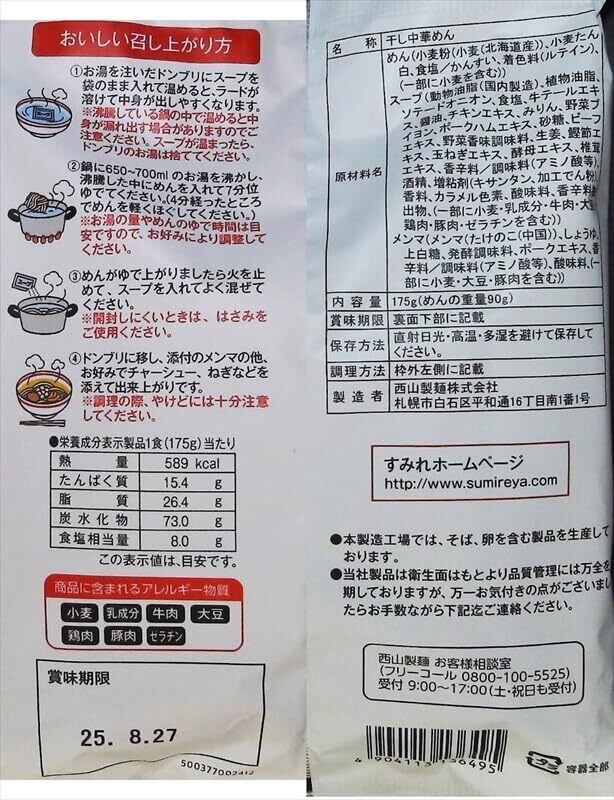 おいしい召し上がり方
①お湯を注いだドンブリにスープを
袋のまま入れて温めると、ラードが
溶けて中身が出しやすくなります。
※沸騰している鍋の中で温めると中
身が漏れ出す場合がありますのでご
注意ください。スープが温まったら、
ドンブリのお湯は捨ててください。
②鍋に650~700mlのお湯を沸かし、
沸騰した中にめんを入れて7分位
ゆでてください。(4分経ったところ
でめんを軽くほぐしてください。)
※お湯の量やめんのゆで時間は目
安ですので、お好みにより調整して
ください。
スープ
③めんがゆで上がりましたら火を止
めて、スープを入れてよく混ぜて
ください。
※開封しにくいときは、はさみを
ご使用ください。
④ドンブリに移し、添付のメンマの他、
お好みでチャーシュー、ねぎなどを
添えて出来上がりです。
※調理の際、やけどには十分注意
してください。
●栄養成分表示製品1食(175g)当たり
熱量 589 kcal
たんぱく質 15.4 g
脂質 26.4 g
炭水化物 73.0 g
食塩相当量 8.0 g
この表示値は、目安です。
商品に含まれるアレルギー物質
小麦 乳成分 牛肉 大豆
鶏肉 豚肉 ゼラチン
賞味期限
25. 8.27
500377002412
名称 干し中華めん
原材料名
めん(小麦粉(小麦(北海道産))、小麦たん
白、食塩/かんすい、着色料(ルテイン)、
(一部に小麦を含む))
スープ(動物油脂(国内製造)、植物油脂、
ソテードオニオン、食塩、牛テールエキ
ス、醤油、チキンエキス、みりん、野菜ブ
イヨン、ポークハムエキス、砂糖、ビーフ
エキス、野菜香味調味料、生姜、鰹節エ
キス、玉ねぎエキス、酵母エキス、椎茸
エキス、香辛料/調味料(アミノ酸等)、
酒精、増粘剤(キサンタン、加工でん粉)、
香料、カラメル色素、酸味料、香辛料
出物、(一部に小麦・乳成分・牛肉・大
鶏肉・豚肉・ゼラチンを含む))
メンマ(メンマ(たけのこ(中国))、しょうゆ、
上白糖、発酵調味料、ポークエキス、香
辛料/調味料(アミノ酸等)、酸味料、(一
部に小麦・大豆・豚肉を含む))
内容量 175g(めんの重量90g)
賞味期限 裏面下部に記載
保存方法 直射日光・高温・多湿を避けて保存して
ください。
調理方法 枠外左側に記載
製造者 西山製麺株式会社
札幌市白石区平和通16丁目南1番1号
すみれホームページ
http://www.sumireya.com
●本製造工場では、そば、卵を含む製品を生産して
おります。
●当社製品は衛生面はもとより品質管理には万全を
期しておりますが、万一お気付きの点がございまし
たらお手数ながら下記迄ご連絡ください。
西山製麺 お客様相談室
(フリーコール 0800-100-5525)
受付 9:00~17:00(土・祝日も受付)
4 904113 136495
プラ 容器全部